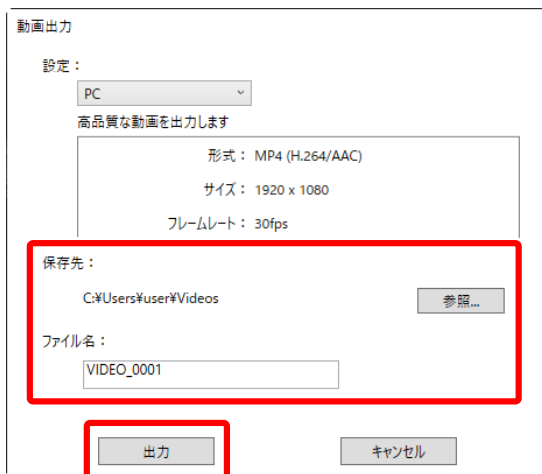 動画出力
設定：
PC
高品質な動画を出力します
形式： MP4 (H.264/AAC)
サイズ： 1920 x 1080
フレームレート： 30fps
保存先：
C:¥Users¥user¥Videos
参照...
ファイル名：
VIDEO_0001
出力 キャンセル